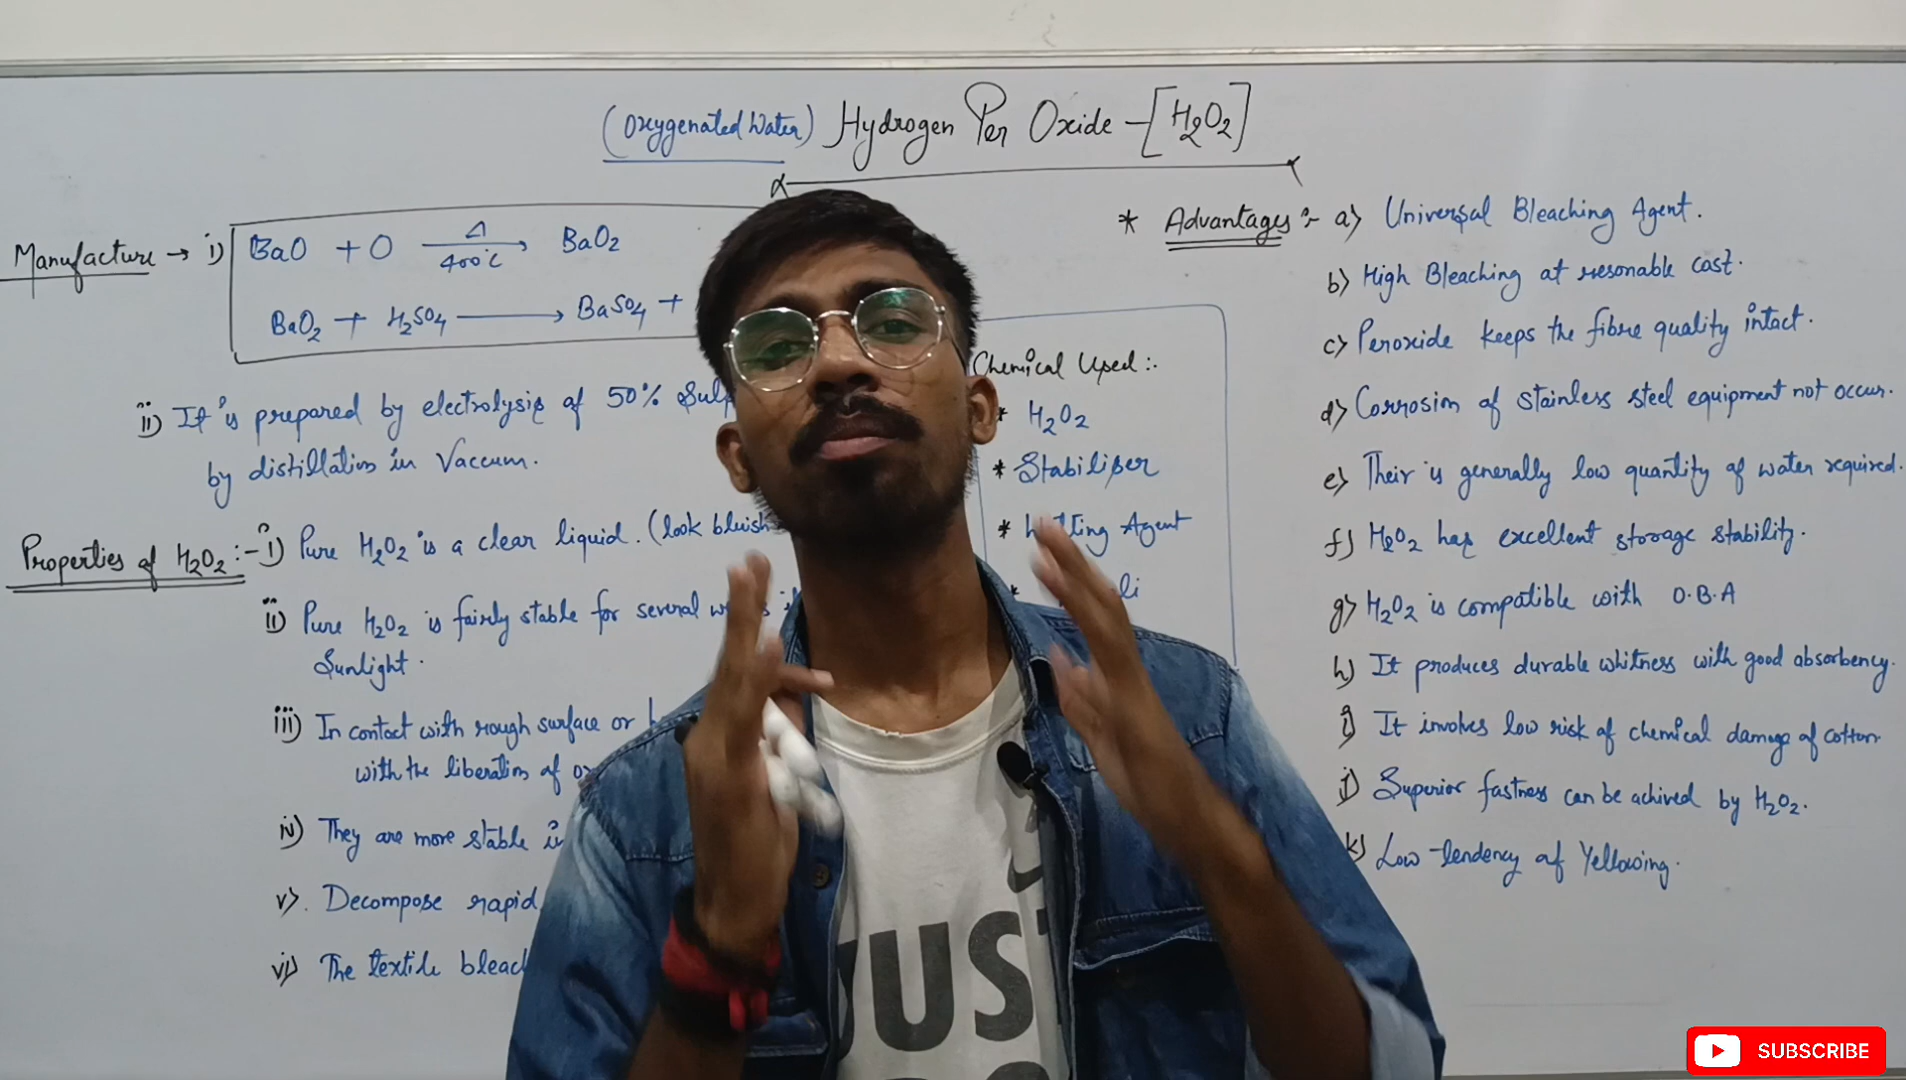 (Oxygenated Water) Hydrogen Per Oxide - [H2O2]
Manufacture → i) BaO + O Δ 400°C → BaO2
BaO2 + H2SO4 → BaSO4 +
ii) It is prepared by electrolysis of 50% Sulp
by distillation in Vaccum.
Properties of H2O2 :- i) Pure H2O2 is a clear liquid. (look bluish
ii) Pure H2O2 is fairly stable for several
Sunlight.
iii) In contact with rough surface or
with the liberation of
iv) They are more stable in
v) Decompose rapid
vi) The textile bleac
Chemical Used :-
* H2O2
* Stabiliser
* Agent
*
* Advantages :- a) Universal Bleaching Agent.
b) High Bleaching at resonable cost.
c) Peroxide keeps the fibre quality intact.
d) Corrosion of stainless steel equipment not occur.
e) Their is generally low quantity of water required.
f) H2O2 has excellent storage stability.
g) H2O2 is compatible with O.B.A
h) It produces durable whitness with good absorbency.
i) It involves low risk of chemical damage of cotton
j) Superior fastness can be achived by H2O2.
k) Low tendency of Yellowing.
JUST
SUBSCRIBE